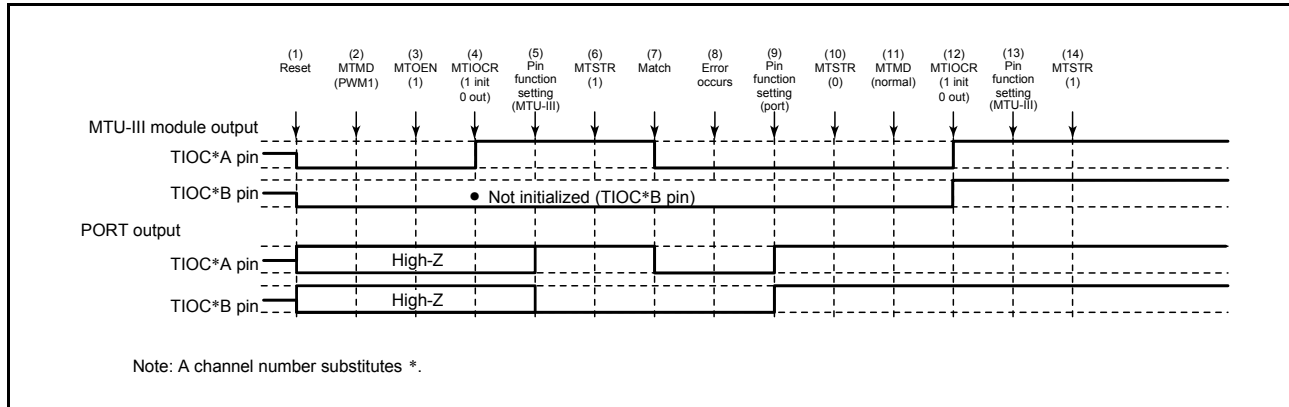 (1)
Reset
(2)
MTMD
(PWM1)
(3)
MTOEN
(1)
(4)
MTIOCR
(1 init
0 out)
(5)
Pin
function
setting
(MTU-III)
(6)
MTSTR
(1)
(7)
Match
(8)
Error
occurs
(9)
Pin
function
setting
(port)
(10)
MTSTR
(0)
(11)
MTMD
(normal)
(12)
MTIOCR
(1 init
0 out)
(13)
Pin
function
setting
(MTU-III)
(14)
MTSTR
(1)
MTU-III module output
TIOC*A pin
TIOC*B pin
● Not initialized (TIOC*B pin)
PORT output
TIOC*A pin
High-Z
TIOC*B pin
High-Z
Note: A channel number substitutes *.